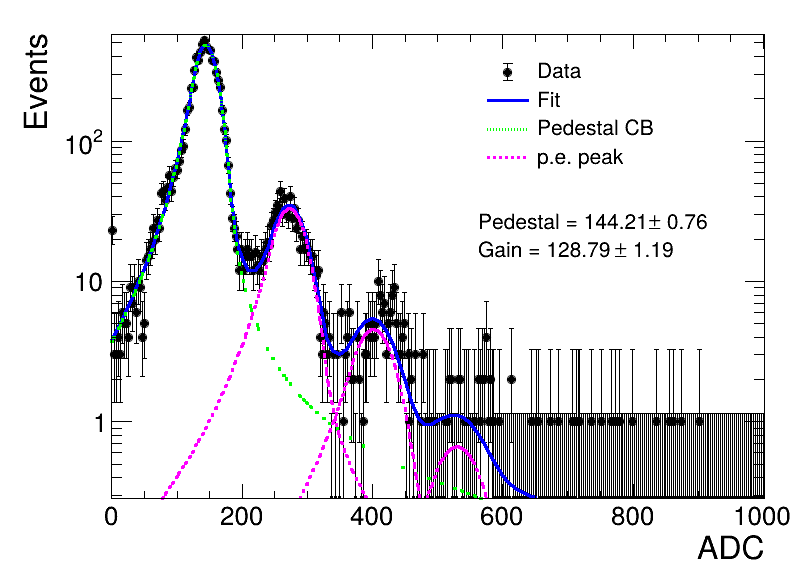 Events
10²
10
1
Data
Fit
Pedestal CB
p.e. peak
Pedestal = 144.21± 0.76
Gain = 128.79 ± 1.19
0 200 400 600 800 1000
ADC